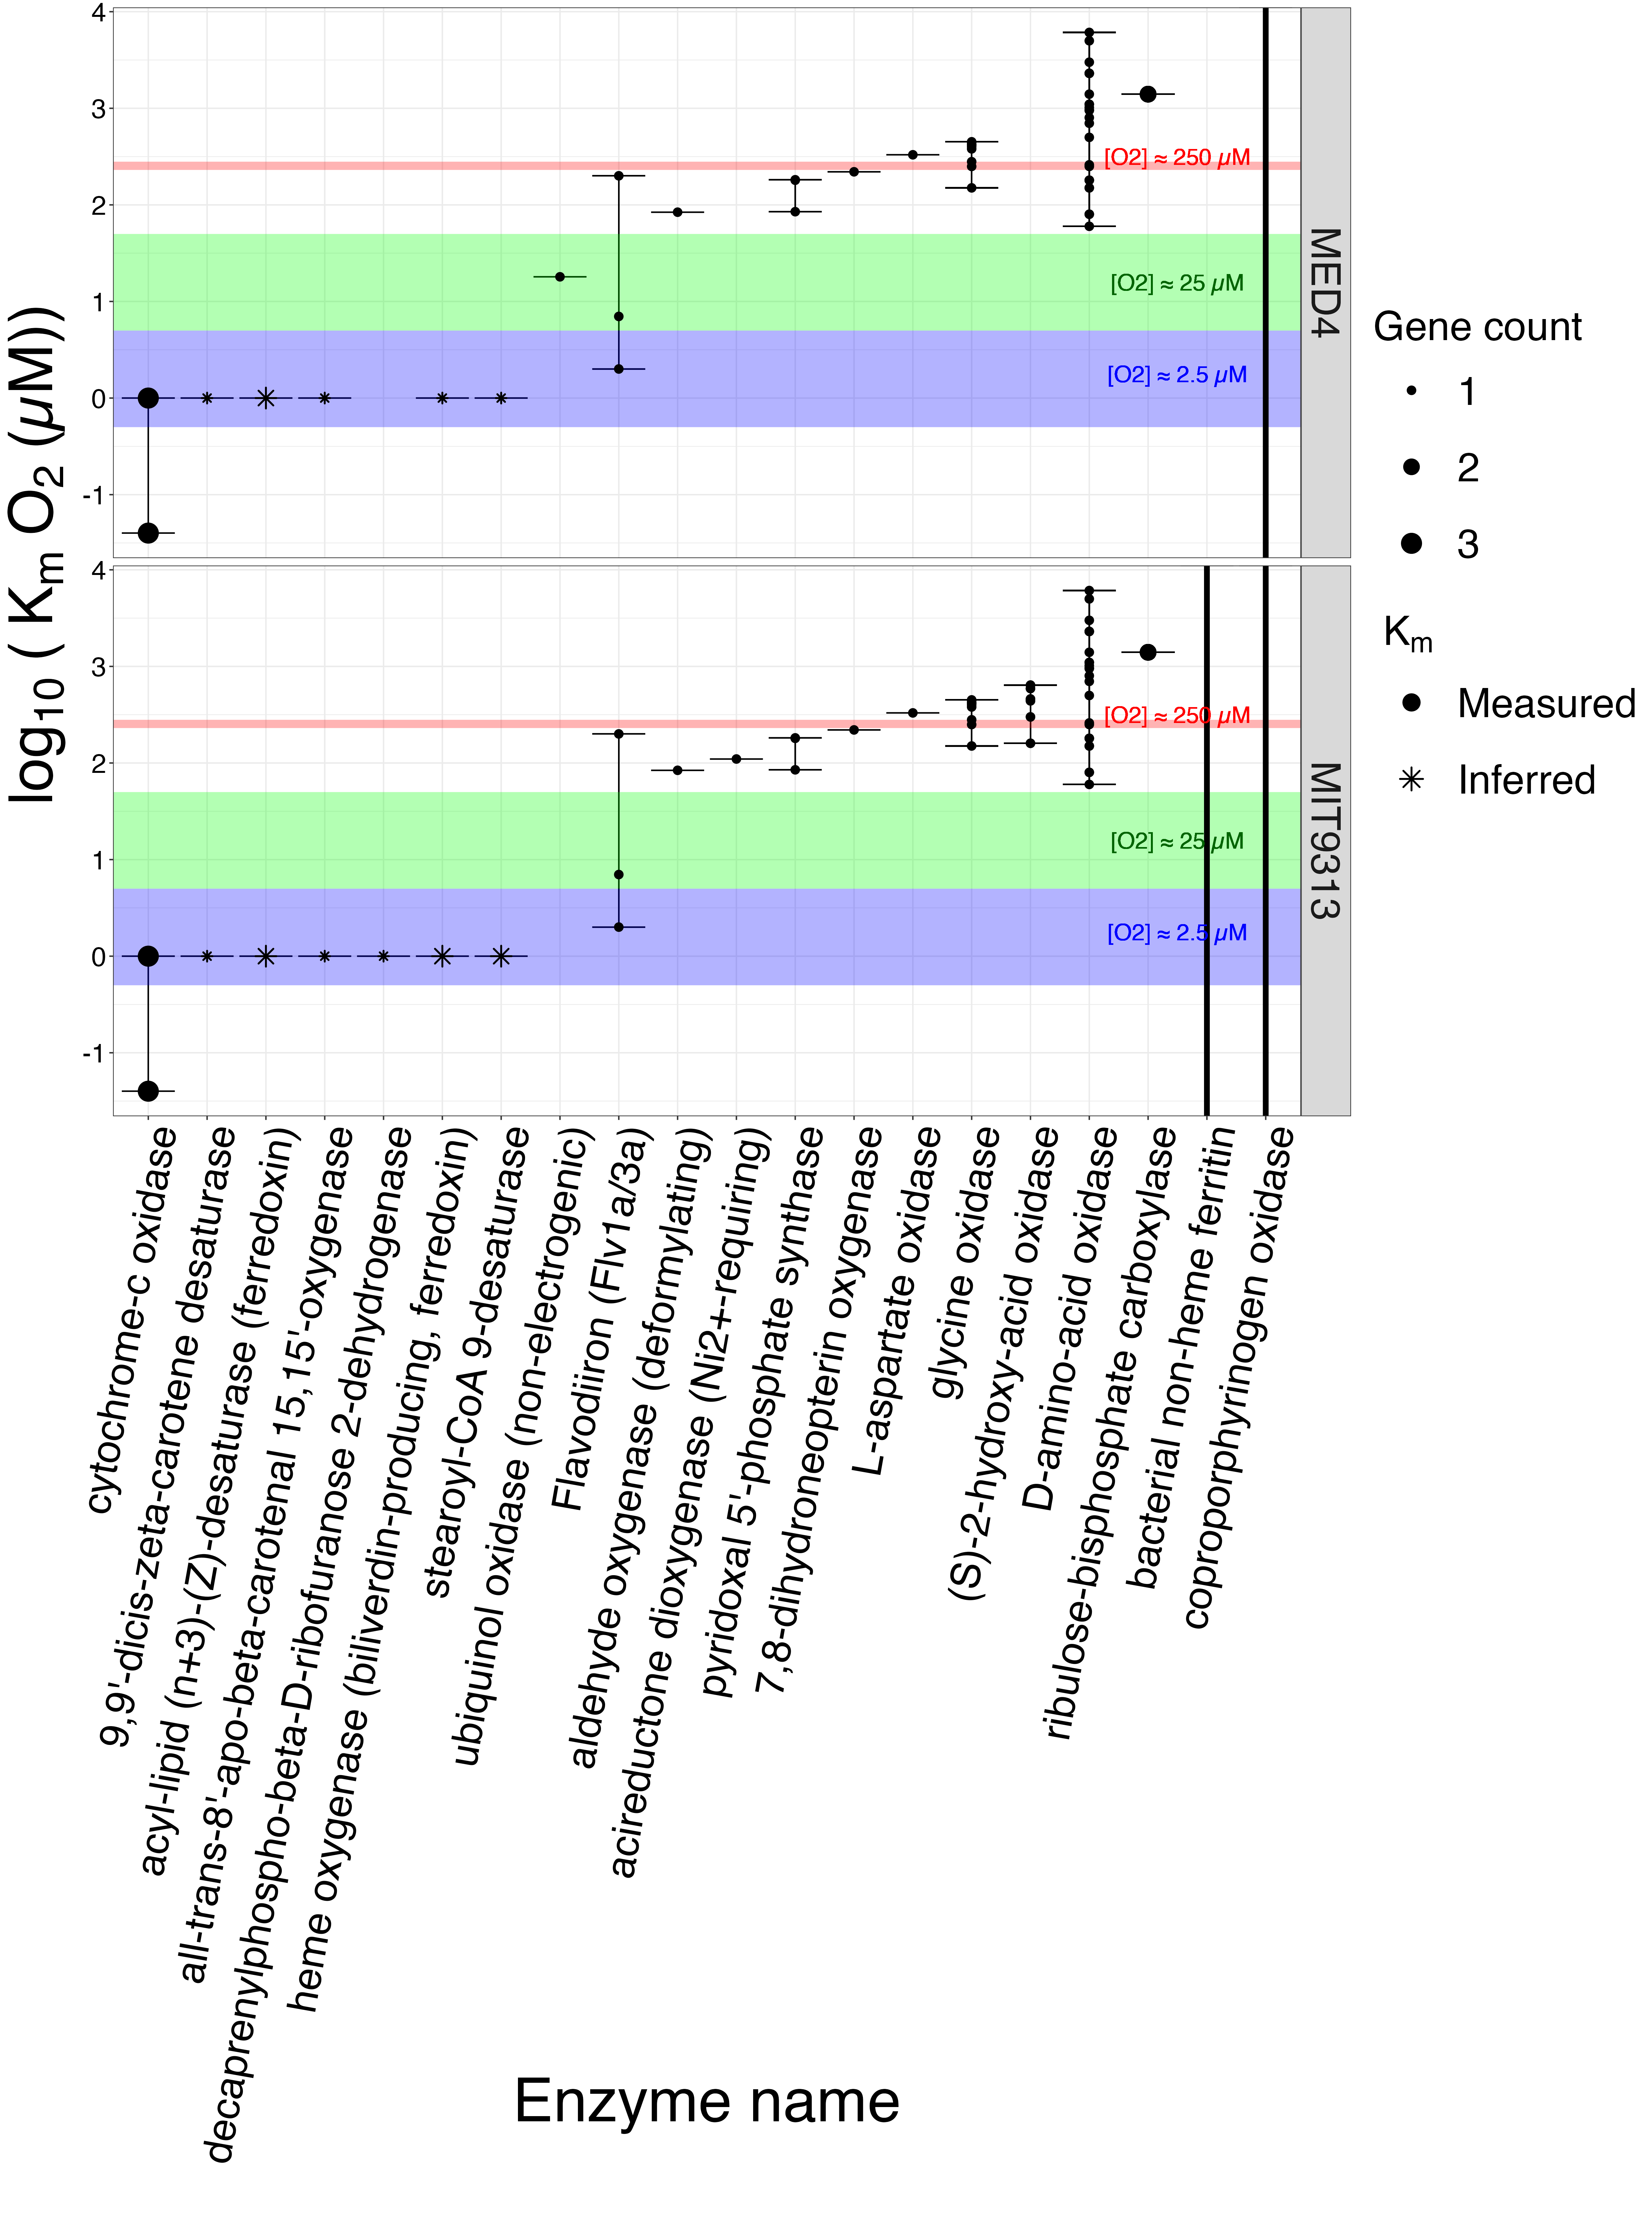 log10 ( Km O2 (µM))
4
3
2
1
0
-1
[O2] ≈ 250 µM
[O2] ≈ 25 µM
[O2] ≈ 2.5 µM
MED4
4
3
2
1
0
-1
[O2] ≈ 250 µM
[O2] ≈ 25 µM
[O2] ≈ 2.5 µM
MIT9313
Gene count
1
2
3
Km
Measured
Inferred
cytochrome-c oxidase
9,9'-dicis-zeta-carotene desaturase
acyl-lipid (n+3)-(Z)-desaturase (ferredoxin)
all-trans-8'-apo-beta-carotenal 15,15'-oxygenase
decaprenylphospho-beta-D-ribofuranose 2-dehydrogenase
heme oxygenase (biliverdin-producing, ferredoxin)
stearoyl-CoA 9-desaturase
ubiquinol oxidase (non-electrogenic)
Flavodiiron (Flv1a/3a)
aldehyde oxygenase (deformylating)
acireductone dioxygenase (Ni2+-requiring)
pyridoxal 5'-phosphate synthase
7,8-dihydroneopterin oxygenase
L-aspartate oxidase
glycine oxidase
(S)-2-hydroxy-acid oxidase
D-amino-acid oxidase
ribulose-bisphosphate carboxylase
bacterial non-heme ferritin
coproporphyrinogen oxidase
Enzyme name